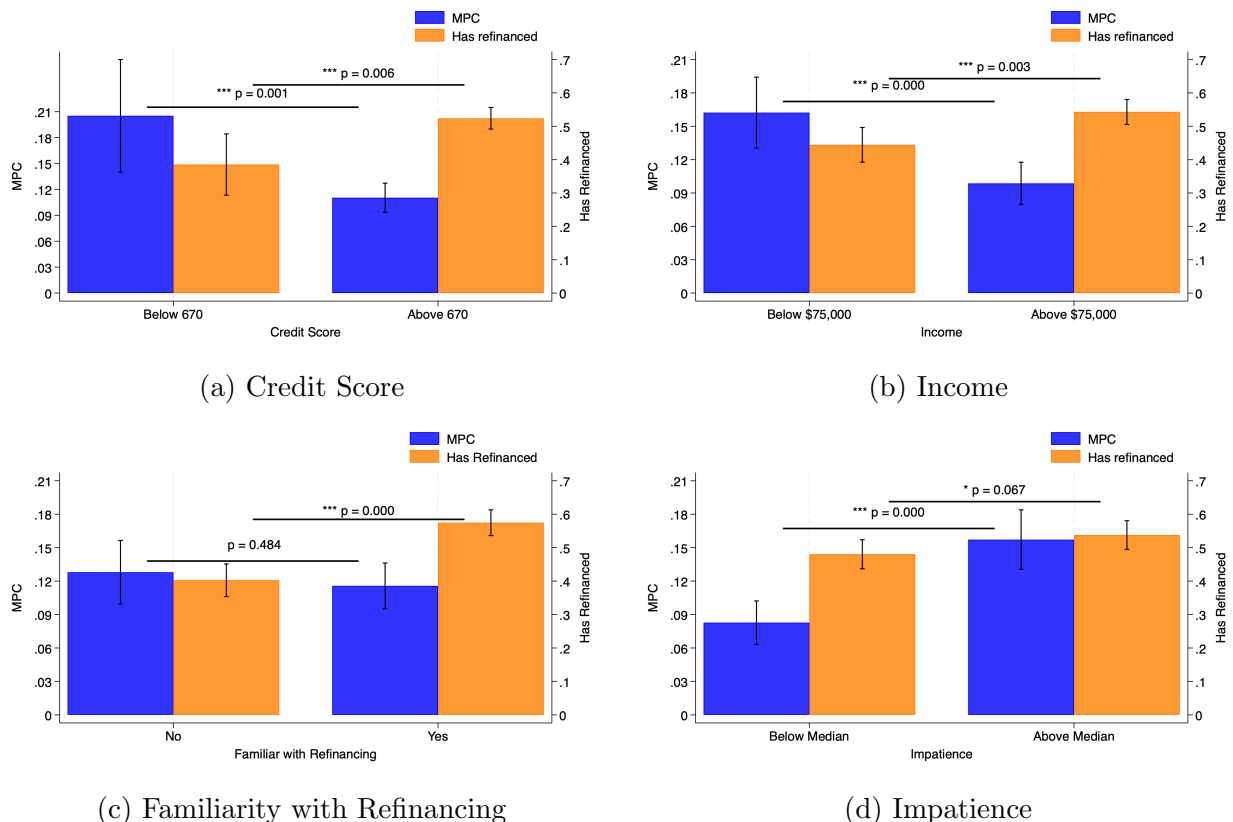 MPC
Has refinanced
*** p = 0.006
*** p = 0.001
MPC
.21
.18
.15
.12
.09
.06
.03
0
.7
.6
.5
.4
.3
.2
.1
0
Has Refinanced
Below 670
Above 670
Credit Score
(a) Credit Score
MPC
Has refinanced
*** p = 0.003
*** p = 0.000
MPC
.21
.18
.15
.12
.09
.06
.03
0
.7
.6
.5
.4
.3
.2
.1
0
Has Refinanced
Below $75,000
Above $75,000
Income
(b) Income
MPC
Has Refinanced
*** p = 0.000
p = 0.484
MPC
.21
.18
.15
.12
.09
.06
.03
0
.7
.6
.5
.4
.3
.2
.1
0
Has Refinanced
No
Yes
Familiar with Refinancing
(c) Familiarity with Refinancing
MPC
Has refinanced
* p = 0.067
*** p = 0.000
MPC
.21
.18
.15
.12
.09
.06
.03
0
.7
.6
.5
.4
.3
.2
.1
0
Has Refinanced
Below Median
Above Median
Impatience
(d) Impatience